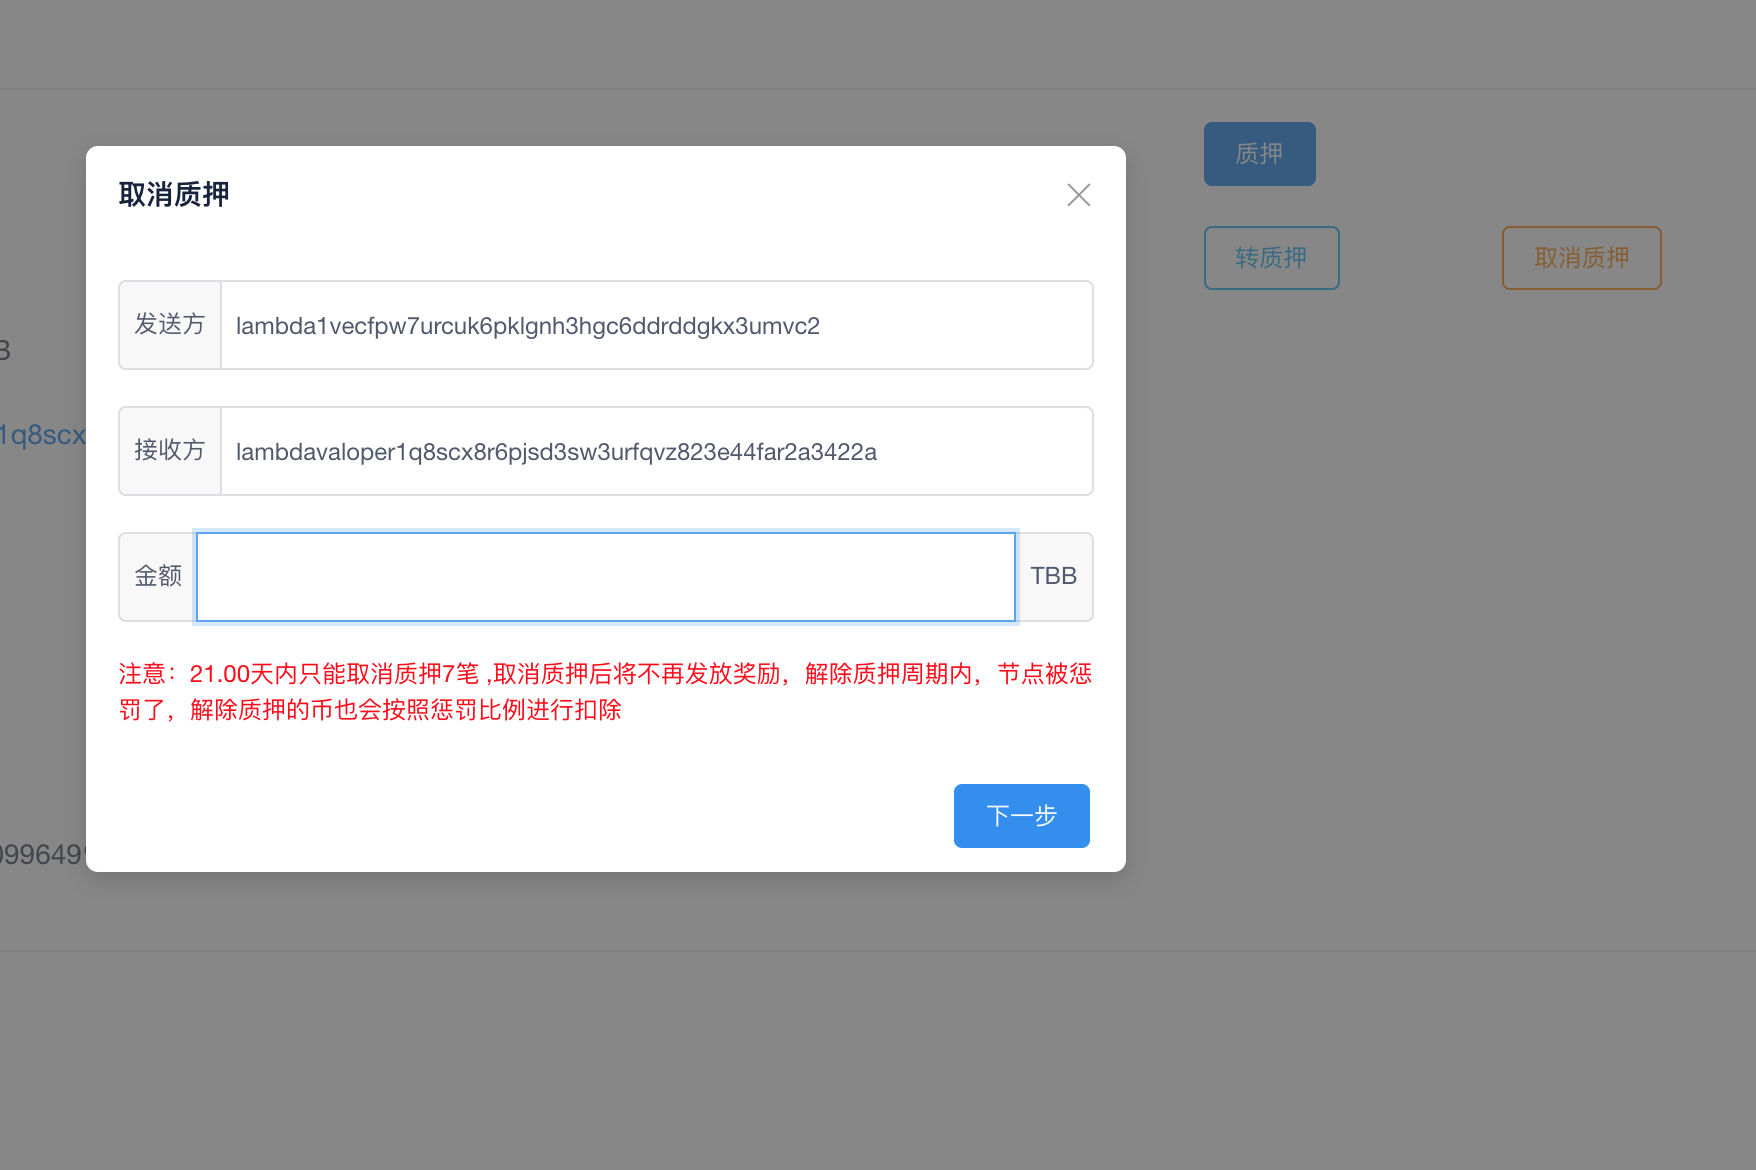 质押
取消质押
转质押
取消质押
发送方
lambda1vecfpw7urcuk6pklgnh3hgc6ddrddgkx3umvc2
B
1q8scx
接收方
lambdavaloper1q8scx8r6pjsd3sw3urfqvz823e44far2a3422a
金额
TBB
注意：21.00天内只能取消质押7笔 ,取消质押后将不再发放奖励，解除质押周期内，节点被惩
罚了，解除质押的币也会按照惩罚比例进行扣除
下一步
099649